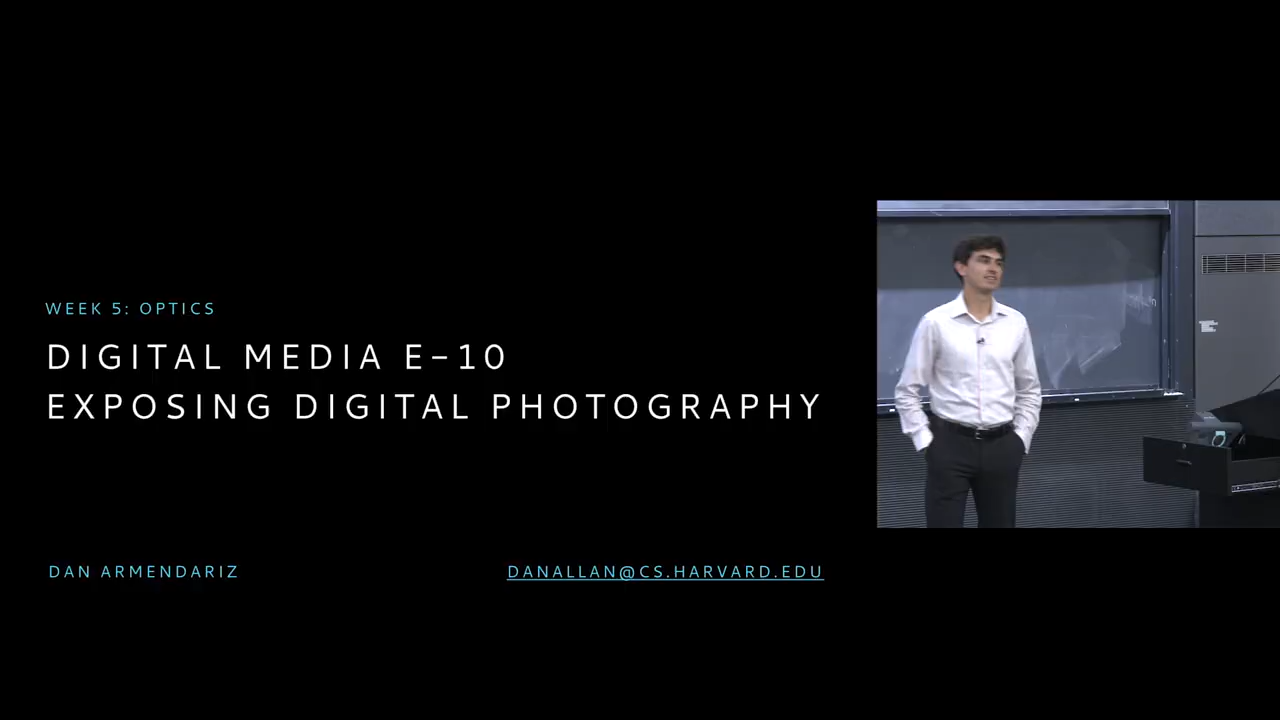 WEEK 5: OPTICS
DIGITAL MEDIA E-10
EXPOSING DIGITAL PHOTOGRAPHY
DAN ARMENDARIZ
DANALLAN@CS.HARVARD.EDU